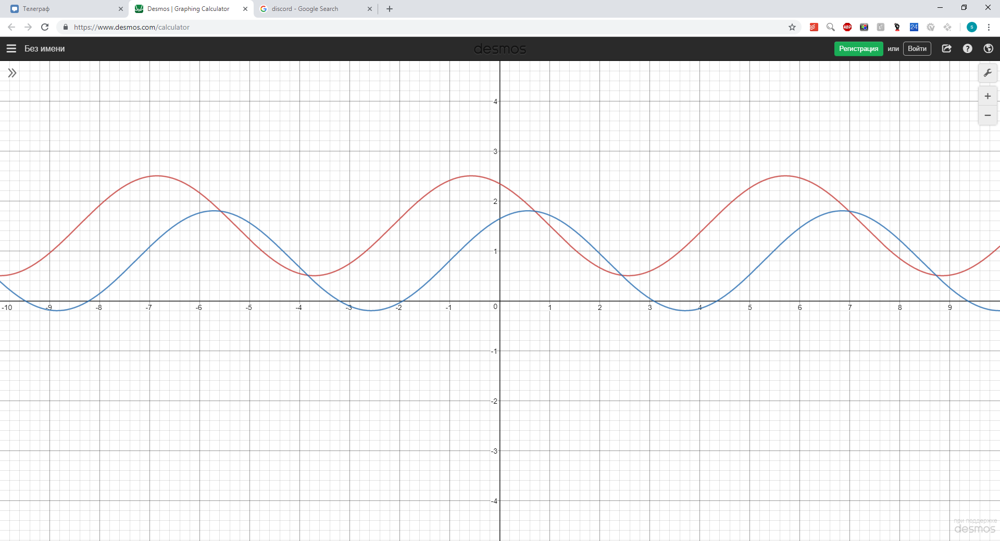 Телеграф
Desmos | Graphing Calculator
discord - Google Search
https://www.desmos.com/calculator
ABP
24
s
Без имени
desmos
Регистрация или Войти
4
3
2
1
-10 -9 -8 -7 -6 -5 -4 -3 -2 -1 0 1 2 3 4 5 6 7 8 9
-1
-2
-3
-4
при поддержке
desmos